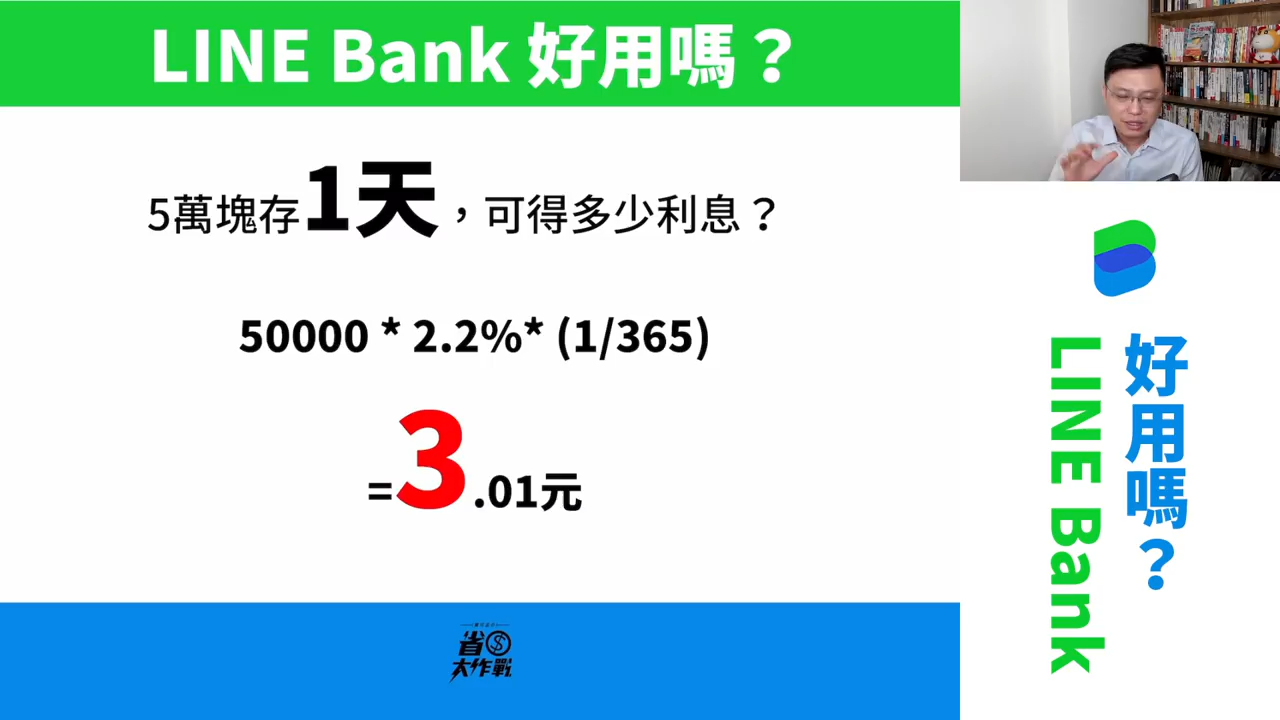 LINE Bank 好用嗎？
5萬塊存1天，可得多少利息？
50000 * 2.2%* (1/365)
=3.01元
省$
大作戰
好用嗎？
LINE Bank